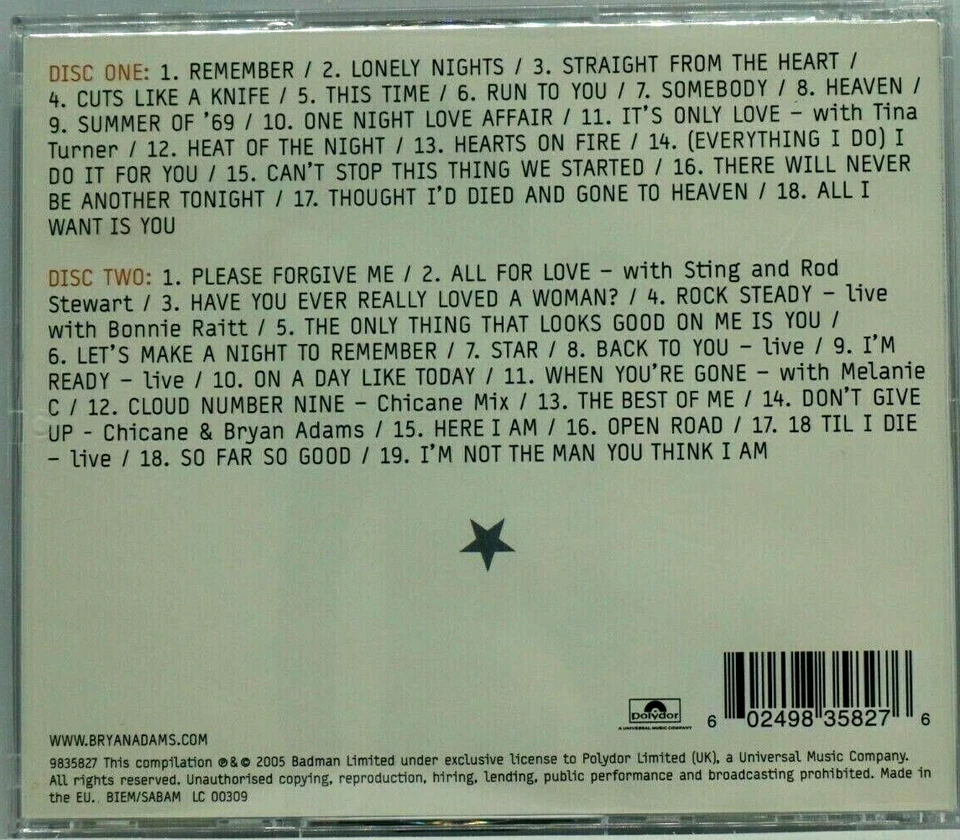 DISC ONE: 1. REMEMBER / 2. LONELY NIGHTS / 3. STRAIGHT FROM THE HEART /
4. CUTS LIKE A KNIFE / 5. THIS TIME / 6. RUN TO YOU / 7. SOMEBODY / 8. HEAVEN /
9. SUMMER OF '69 / 10. ONE NIGHT LOVE AFFAIR / 11. IT'S ONLY LOVE – with Tina
Turner / 12. HEAT OF THE NIGHT / 13. HEARTS ON FIRE / 14. (EVERYTHING I DO) I
DO IT FOR YOU / 15. CAN'T STOP THIS THING WE STARTED / 16. THERE WILL NEVER
BE ANOTHER TONIGHT / 17. THOUGHT I'D DIED AND GONE TO HEAVEN / 18. ALL I
WANT IS YOU
DISC TWO: 1. PLEASE FORGIVE ME / 2. ALL FOR LOVE – with Sting and Rod
Stewart / 3. HAVE YOU EVER REALLY LOVED A WOMAN? / 4. ROCK STEADY – live
with Bonnie Raitt / 5. THE ONLY THING THAT LOOKS GOOD ON ME IS YOU /
6. LET'S MAKE A NIGHT TO REMEMBER / 7. STAR / 8. BACK TO YOU – live / 9. I'M
READY – live / 10. ON A DAY LIKE TODAY / 11. WHEN YOU'RE GONE – with Melanie
C / 12. CLOUD NUMBER NINE – Chicane Mix / 13. THE BEST OF ME / 14. DON'T GIVE
UP - Chicane & Bryan Adams / 15. HERE I AM / 16. OPEN ROAD / 17. 18 TIL I DIE
– live / 18. SO FAR SO GOOD / 19. I'M NOT THE MAN YOU THINK I AM
polydor
A UNIVERSAL MUSIC COMPANY
6 02498 35827 6
WWW.BRYANADAMS.COM
9835827 This compilation ℗&© 2005 Badman Limited under exclusive license to Polydor Limited (UK), a Universal Music Company.
All rights reserved. Unauthorised copying, reproduction, hiring, lending, public performance and broadcasting prohibited. Made in
the EU. BIEM/SABAM LC 00309